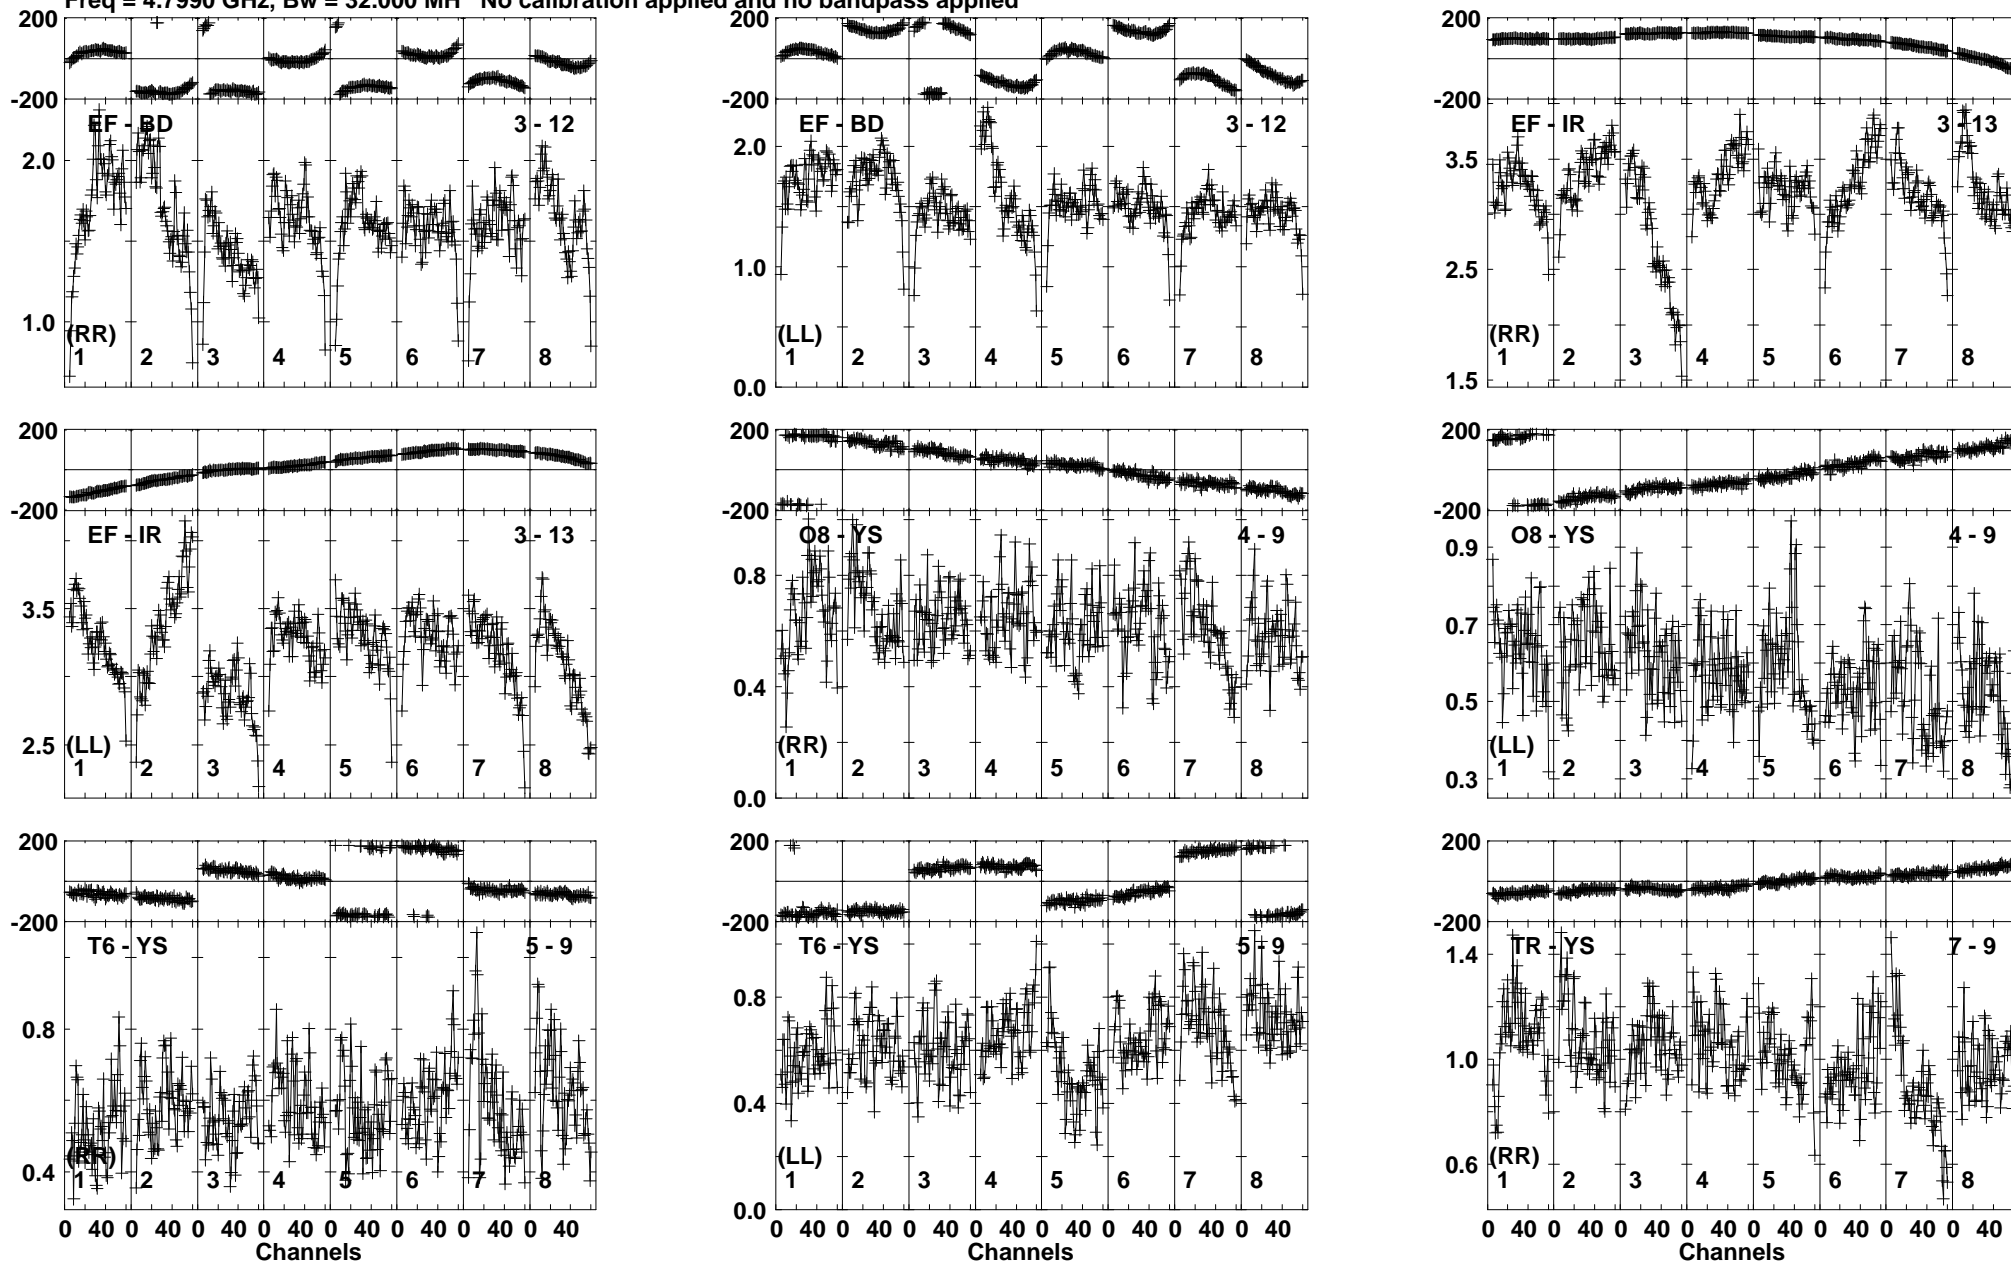 Freq = 4.7990 GHz, Bw = 32.000 MH No calibration applied and no bandpass applied
200
-200
EF - BD 3 - 12
2.0
1.0
(RR)
1 2 3 4 5 6 7 8
200
-200
EF - BD 3 - 12
2.0
1.0
0.0
(LL)
1 2 3 4 5 6 7 8
200
-200
EF - IR 3 - 13
3.5
2.5
1.5
(RR)
1 2 3 4 5 6 7 8
200
-200
EF - IR 3 - 13
3.5
2.5
(LL)
1 2 3 4 5 6 7 8
200
-200
O8 - YS 4 - 9
0.8
0.4
0.0
(RR)
1 2 3 4 5 6 7 8
200
-200
O8 - YS 4 - 9
0.9
0.7
0.5
0.3
(LL)
1 2 3 4 5 6 7 8
200
-200
T6 - YS 5 - 9
0.8
0.4
(RR)
1 2 3 4 5 6 7 8
0 40 0 40 0 40 0 40 0 40 0 40 0 40 0 40
Channels
200
-200
T6 - YS 5 - 9
0.8
0.4
0.0
(LL)
1 2 3 4 5 6 7 8
0 40 0 40 0 40 0 40 0 40 0 40 0 40 0 40
Channels
200
-200
TR - YS 7 - 9
1.4
1.0
0.6
(RR)
1 2 3 4 5 6 7 8
0 40 0 40 0 40 0 40 0 40 0 40 0 40 0 40
Channels